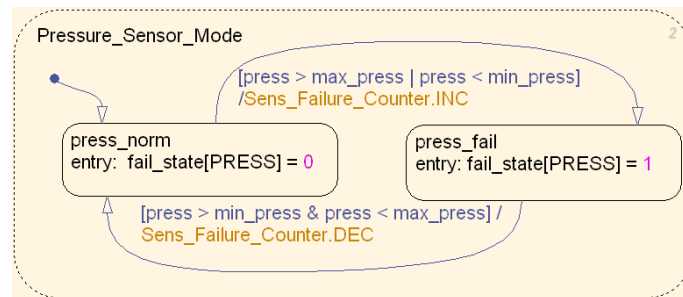 Pressure_Sensor_Mode
2
[press > max_press | press < min_press]
/Sens_Failure_Counter.INC
press_norm
entry: fail_state[PRESS] = 0
press_fail
entry: fail_state[PRESS] = 1
[press > min_press & press < max_press] /
Sens_Failure_Counter.DEC